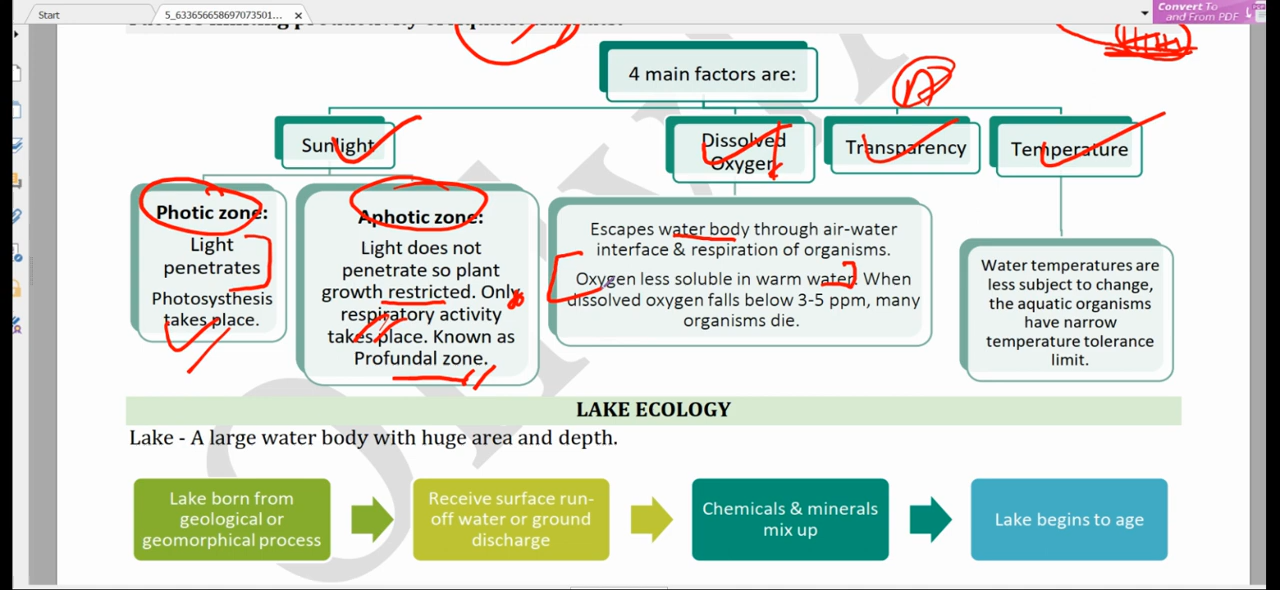 Start
5_633656658697073501...
Convert To
and From PDF
4 main factors are:
Sunlight
Dissolved
Oxygen
Transparency
Temperature
Photic zone:
Light
penetrates
Photosysthesis
takes place.
Aphotic zone:
Light does not
penetrate so plant
growth restricted. Only
respiratory activity
takes place. Known as
Profundal zone.
Escapes water body through air-water
interface & respiration of organisms.
Oxygen less soluble in warm water. When
dissolved oxygen falls below 3-5 ppm, many
organisms die.
Water temperatures are
less subject to change,
the aquatic organisms
have narrow
temperature tolerance
limit.
LAKE ECOLOGY
Lake - A large water body with huge area and depth.
Lake born from
geological or
geomorphical process
Receive surface run-
off water or ground
discharge
Chemicals & minerals
mix up
Lake begins to age